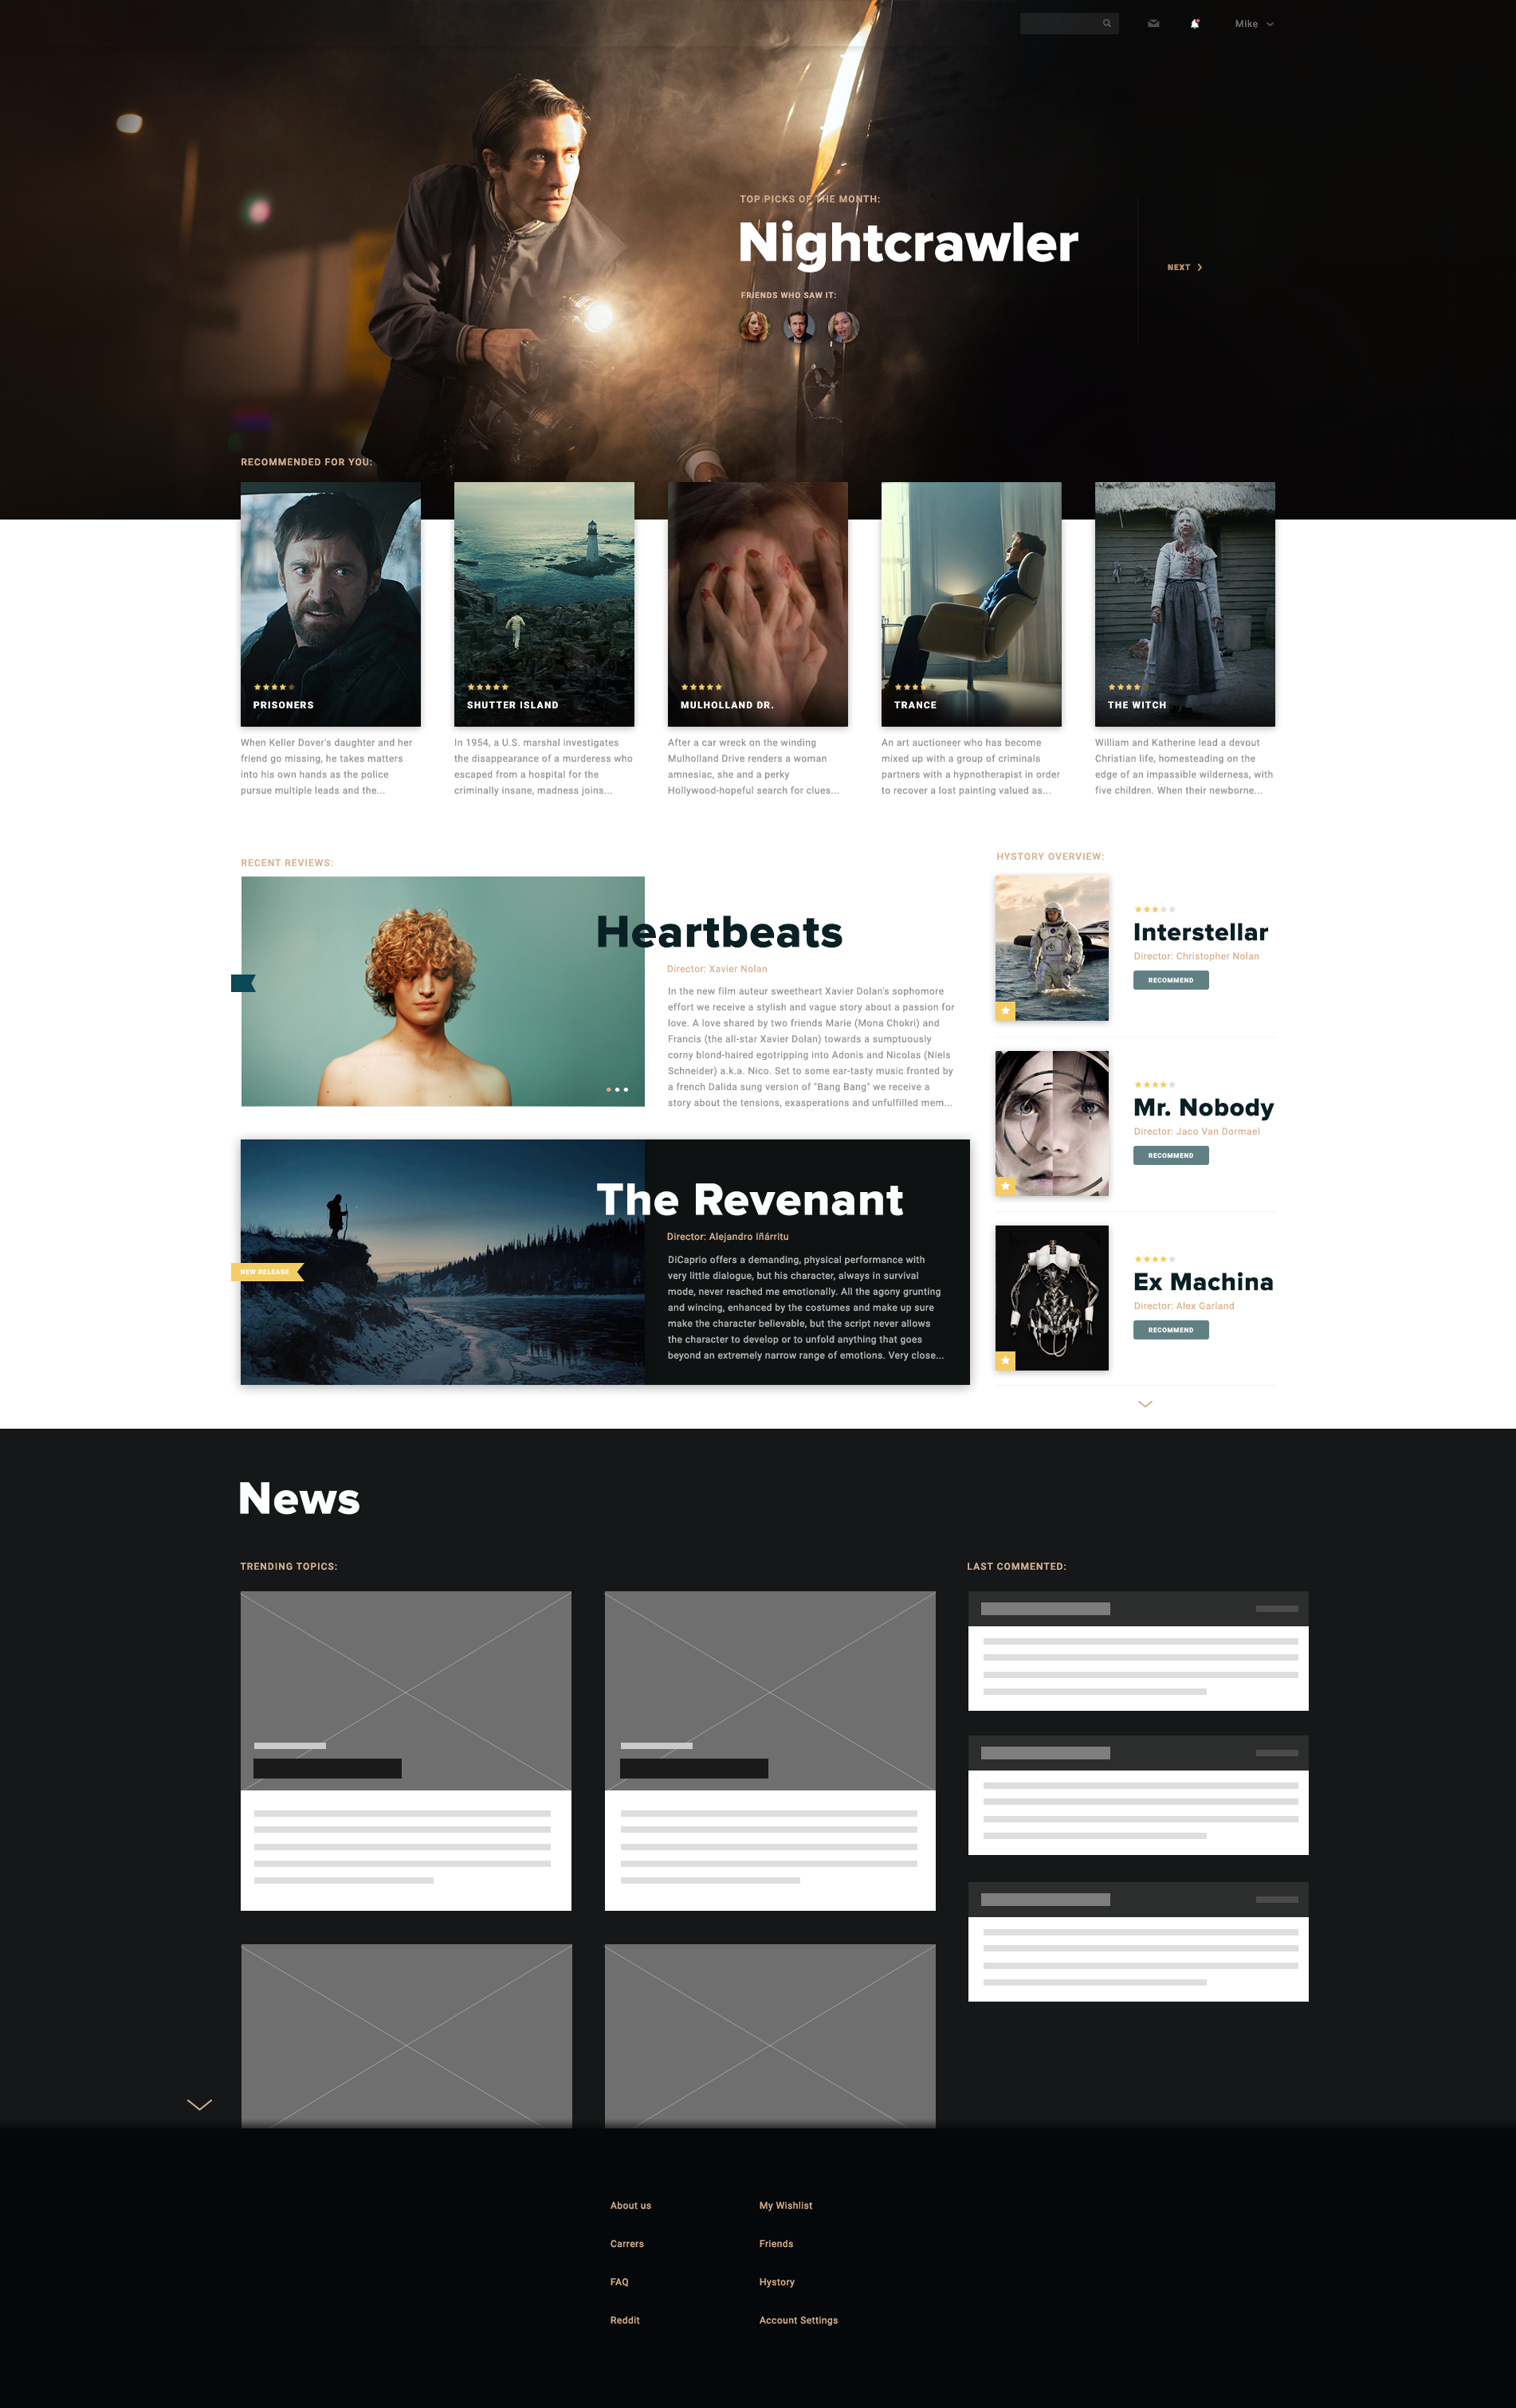 Mike
TOP PICKS OF THE MONTH:
Nightcrawler
FRIENDS WHO SAW IT:
NEXT
RECOMMENDED FOR YOU:
PRISONERS
When Keller Dover's daughter and her
friend go missing, he takes matters
into his own hands as the police
pursue multiple leads and the...
SHUTTER ISLAND
In 1954, a U.S. marshal investigates
the disappearance of a murderess who
escaped from a hospital for the
criminally insane, madness joins...
MULHOLLAND DR.
After a car wreck on the winding
Mulholland Drive renders a woman
amnesiac, she and a perky
Hollywood-hopeful search for clues...
TRANCE
An art auctioneer who has become
mixed up with a group of criminals
partners with a hypnotherapist in order
to recover a lost painting valued as...
THE WITCH
William and Katherine lead a devout
Christian life, homesteading on the
edge of an impassible wilderness, with
five children. When their newborne...
RECENT REVIEWS:
Heartbeats
Director: Xavier Nolan
In the new film auteur sweetheart Xavier Dolan's sophomore
effort we receive a stylish and vague story about a passion for
love. A love shared by two friends Marie (Mona Chokri) and
Francis (the all-star Xavier Dolan) towards a sumptuously
corny blond-haired egotripping into Adonis and Nicolas (Niels
Schneider) a.k.a. Nico. Set to some ear-tasty music fronted by
a french Dalida sung version of "Bang Bang" we receive a
story about the tensions, exasperations and unfulfilled mem...
NEW RELEASE
The Revenant
Director: Alejandro Iñárritu
DiCaprio offers a demanding, physical performance with
very little dialogue, but his character, always in survival
mode, never reached me emotionally. All the agony grunting
and wincing, enhanced by the costumes and make up sure
make the character believable, but the script never allows
the character to develop or to unfold anything that goes
beyond an extremely narrow range of emotions. Very close...
HYSTORY OVERVIEW:
Interstellar
Director: Christopher Nolan
RECOMMEND
Mr. Nobody
Director: Jaco Van Dormael
RECOMMEND
Ex Machina
Director: Alex Garland
RECOMMEND
News
TRENDING TOPICS:
LAST COMMENTED:
About us
Carrers
FAQ
Reddit
My Wishlist
Friends
Hystory
Account Settings